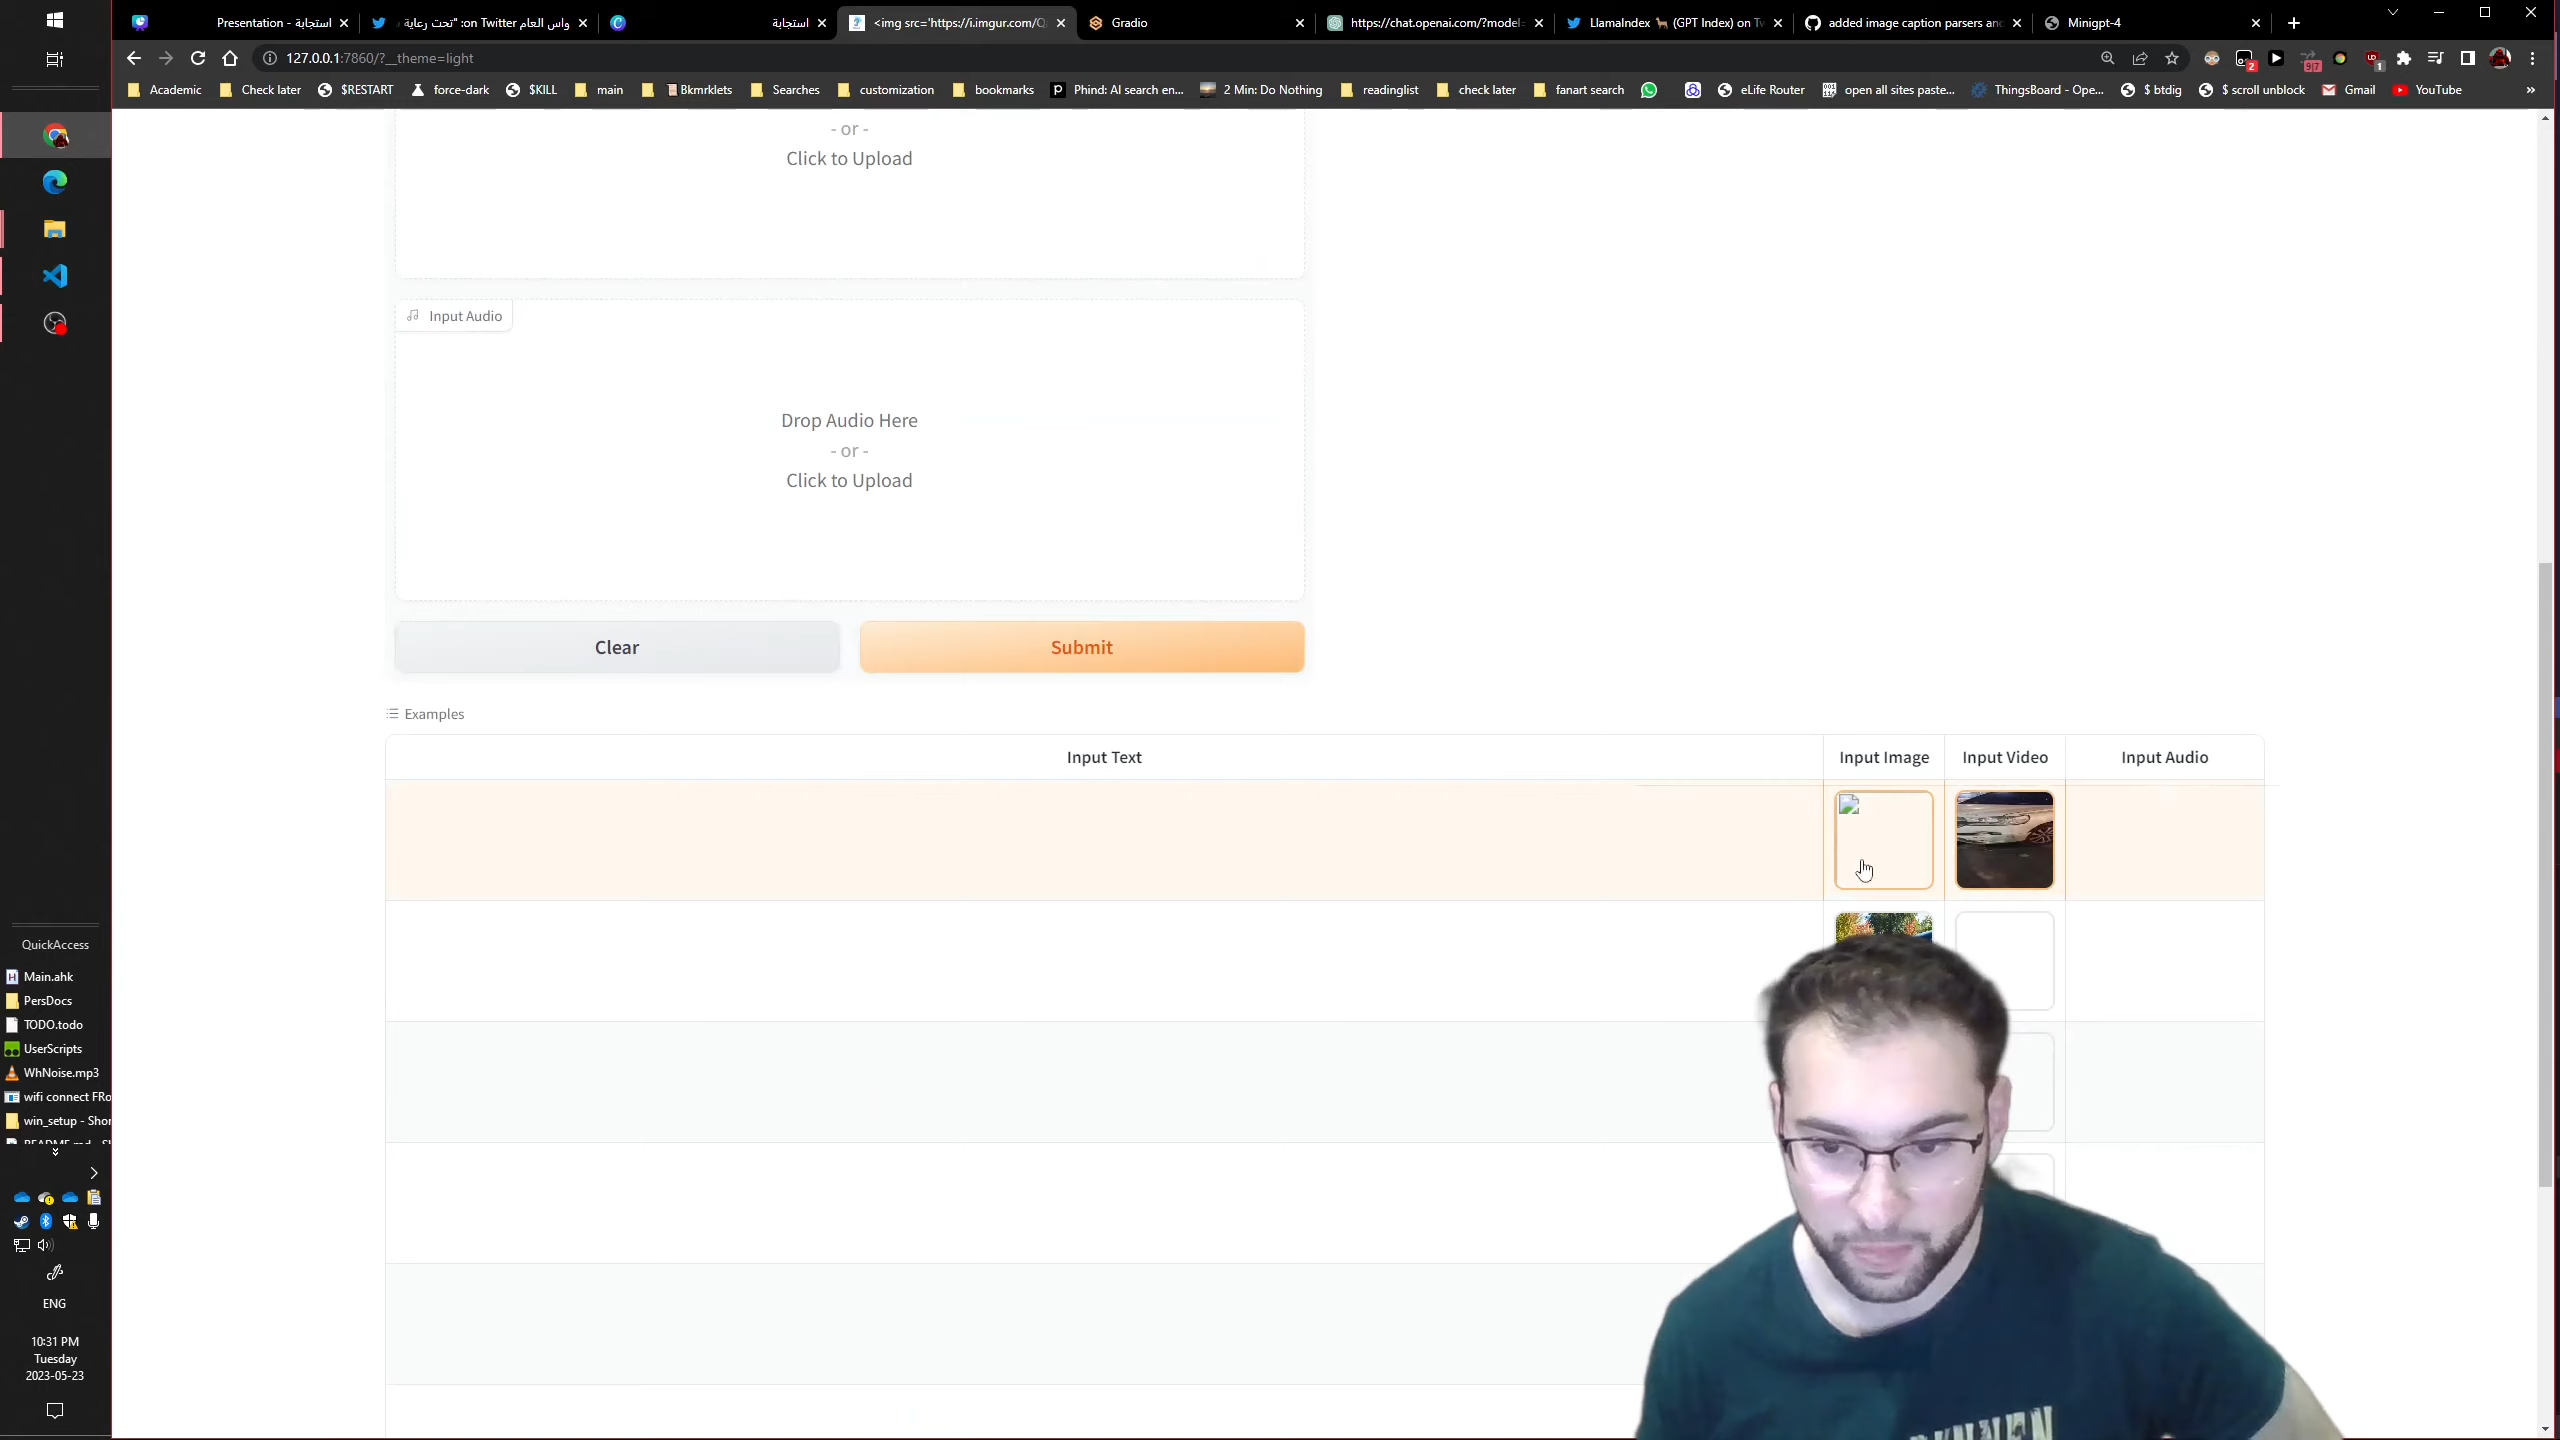 Presentation - استجابة
واس العام on Twitter: "تحت رعاية
استجابة
<img src='https://i.imgur.com/Q
Gradio
https://chat.openai.com/?model=
LlamaIndex 🦙 (GPT Index) on Tw
added image caption parsers and
Minigpt-4
127.0.0.1:7860/?__theme=light
Academic
Check later
$RESTART
force-dark
$KILL
main
Bkmrklets
Searches
customization
bookmarks
Phind: AI search en...
2 Min: Do Nothing
readinglist
check later
fanart search
eLife Router
open all sites paste...
ThingsBoard - Ope...
$ btdig
$ scroll unblock
Gmail
YouTube
»
- or -
Click to Upload
Input Audio
Drop Audio Here
- or -
Click to Upload
Clear
Submit
Examples
Input Text
Input Image
Input Video
Input Audio
QuickAccess
Main.ahk
PersDocs
TODO.todo
UserScripts
WhNoise.mp3
wifi connect FRo
win_setup - Shor
ENG
10:31 PM
Tuesday
2023-05-23